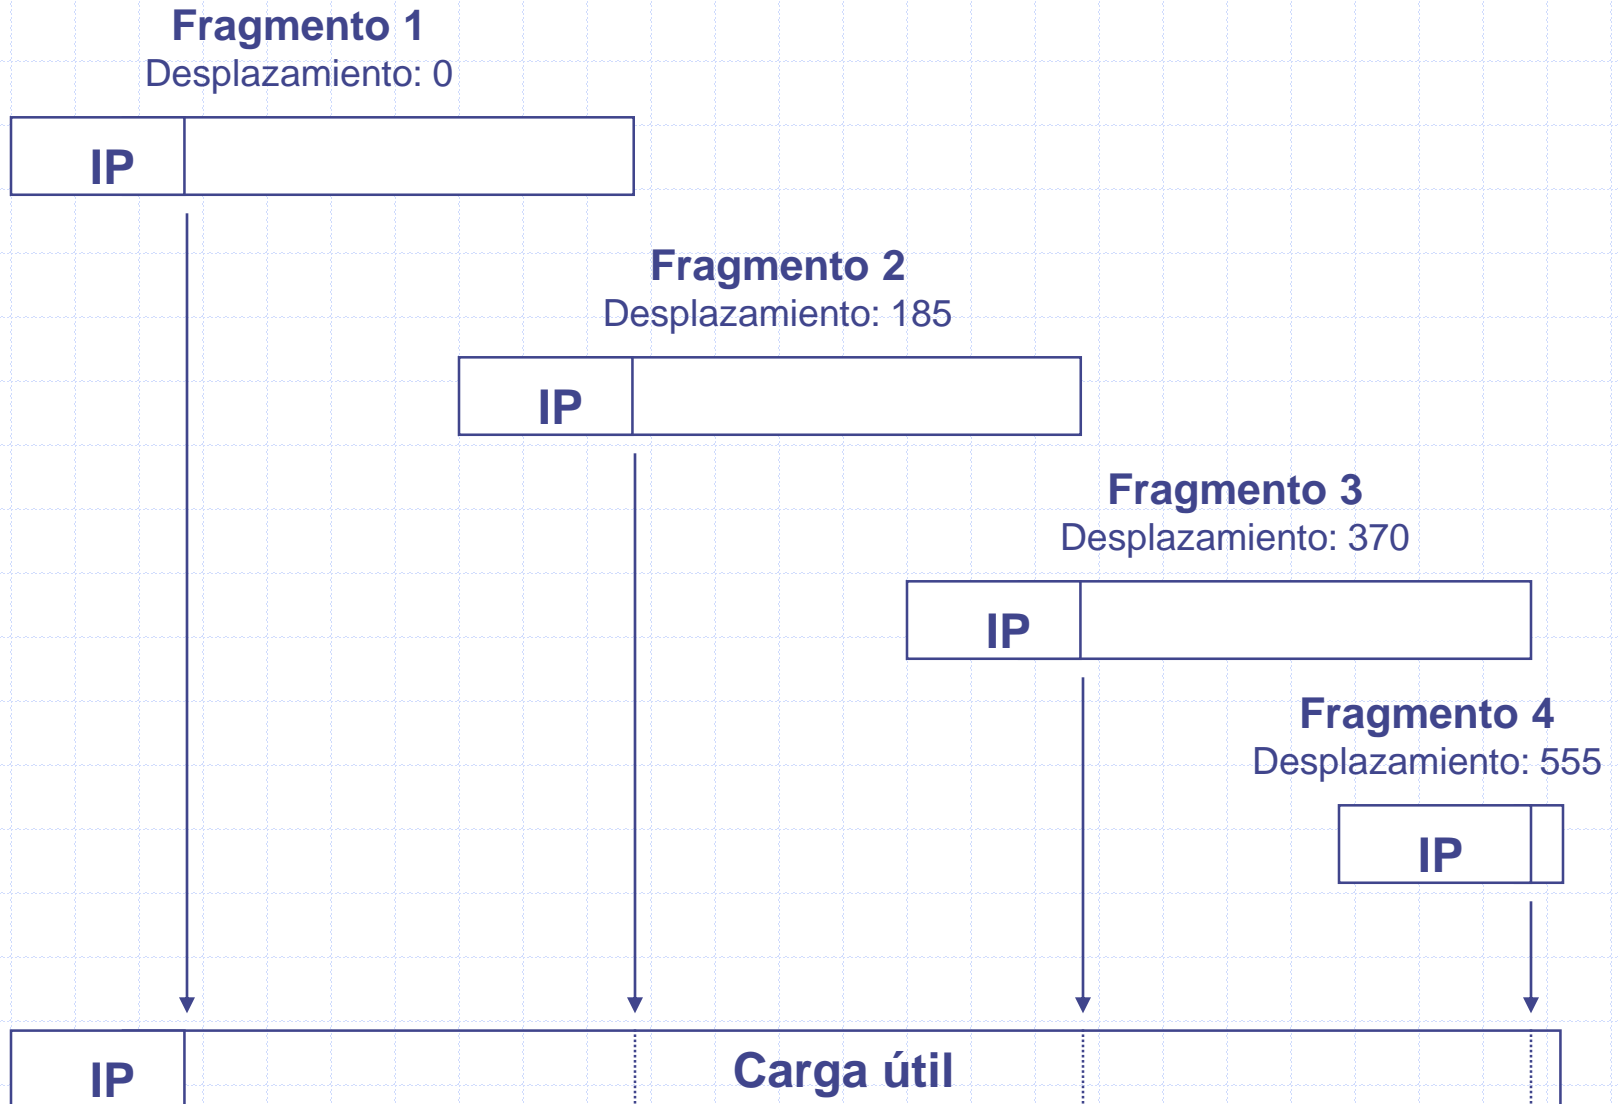 Fragmento 1
Desplazamiento: 0
IP
Fragmento 2
Desplazamiento: 185
IP
Fragmento 3
Desplazamiento: 370
IP
Fragmento 4
Desplazamiento: 555
IP
IP
Carga útil